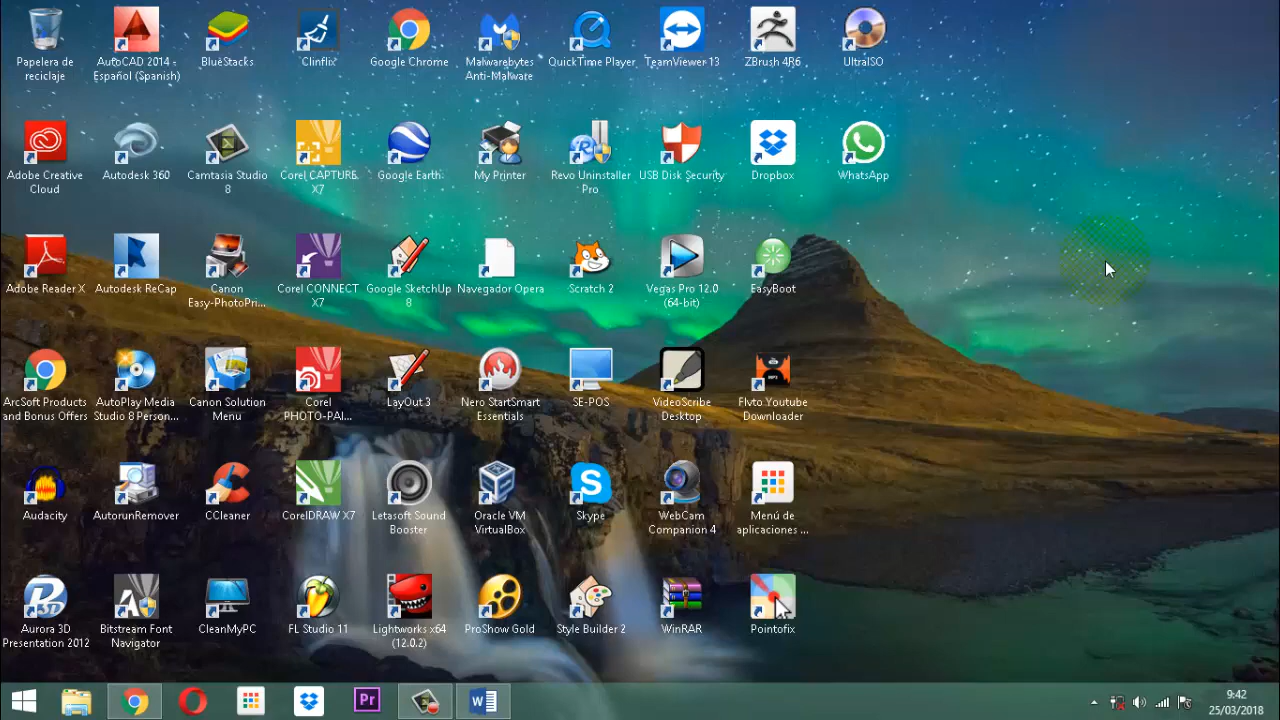 Papelera de
reciclaje
AutoCAD 2014 -
Español (Spanish)
BlueStacks
Clinflix
Google Chrome
Malwarebytes
Anti-Malware
QuickTime Player
TeamViewer 13
ZBrush 4R6
UltraISO
Adobe Creative
Cloud
Autodesk 360
Camtasia Studio
8
Corel CAPTURE
X7
Google Earth
My Printer
Revo Uninstaller
Pro
USB Disk Security
Dropbox
WhatsApp
Adobe Reader X
Autodesk ReCap
Canon
Easy-PhotoPri...
Corel CONNECT
X7
Google SketchUp
8
Navegador Opera
Scratch 2
Vegas Pro 12.0
(64-bit)
EasyBoot
ArcSoft Products
and Bonus Offers
AutoPlay Media
Studio 8 Person...
Canon Solution
Menu
Corel
PHOTO-PAI...
LayOut 3
Nero StartSmart
Essentials
SE-POS
VideoScribe
Desktop
Flvto Youtube
Downloader
Audacity
AutorunRemover
CCleaner
CorelDRAW X7
Letasoft Sound
Booster
Oracle VM
VirtualBox
Skype
WebCam
Companion 4
Menú de
aplicaciones ...
Aurora 3D
Presentation 2012
Bitstream Font
Navigator
CleanMyPC
FL Studio 11
Lightworks x64
(12.0.2)
ProShow Gold
Style Builder 2
WinRAR
Pointofix
Pr
9:42
25/03/2018